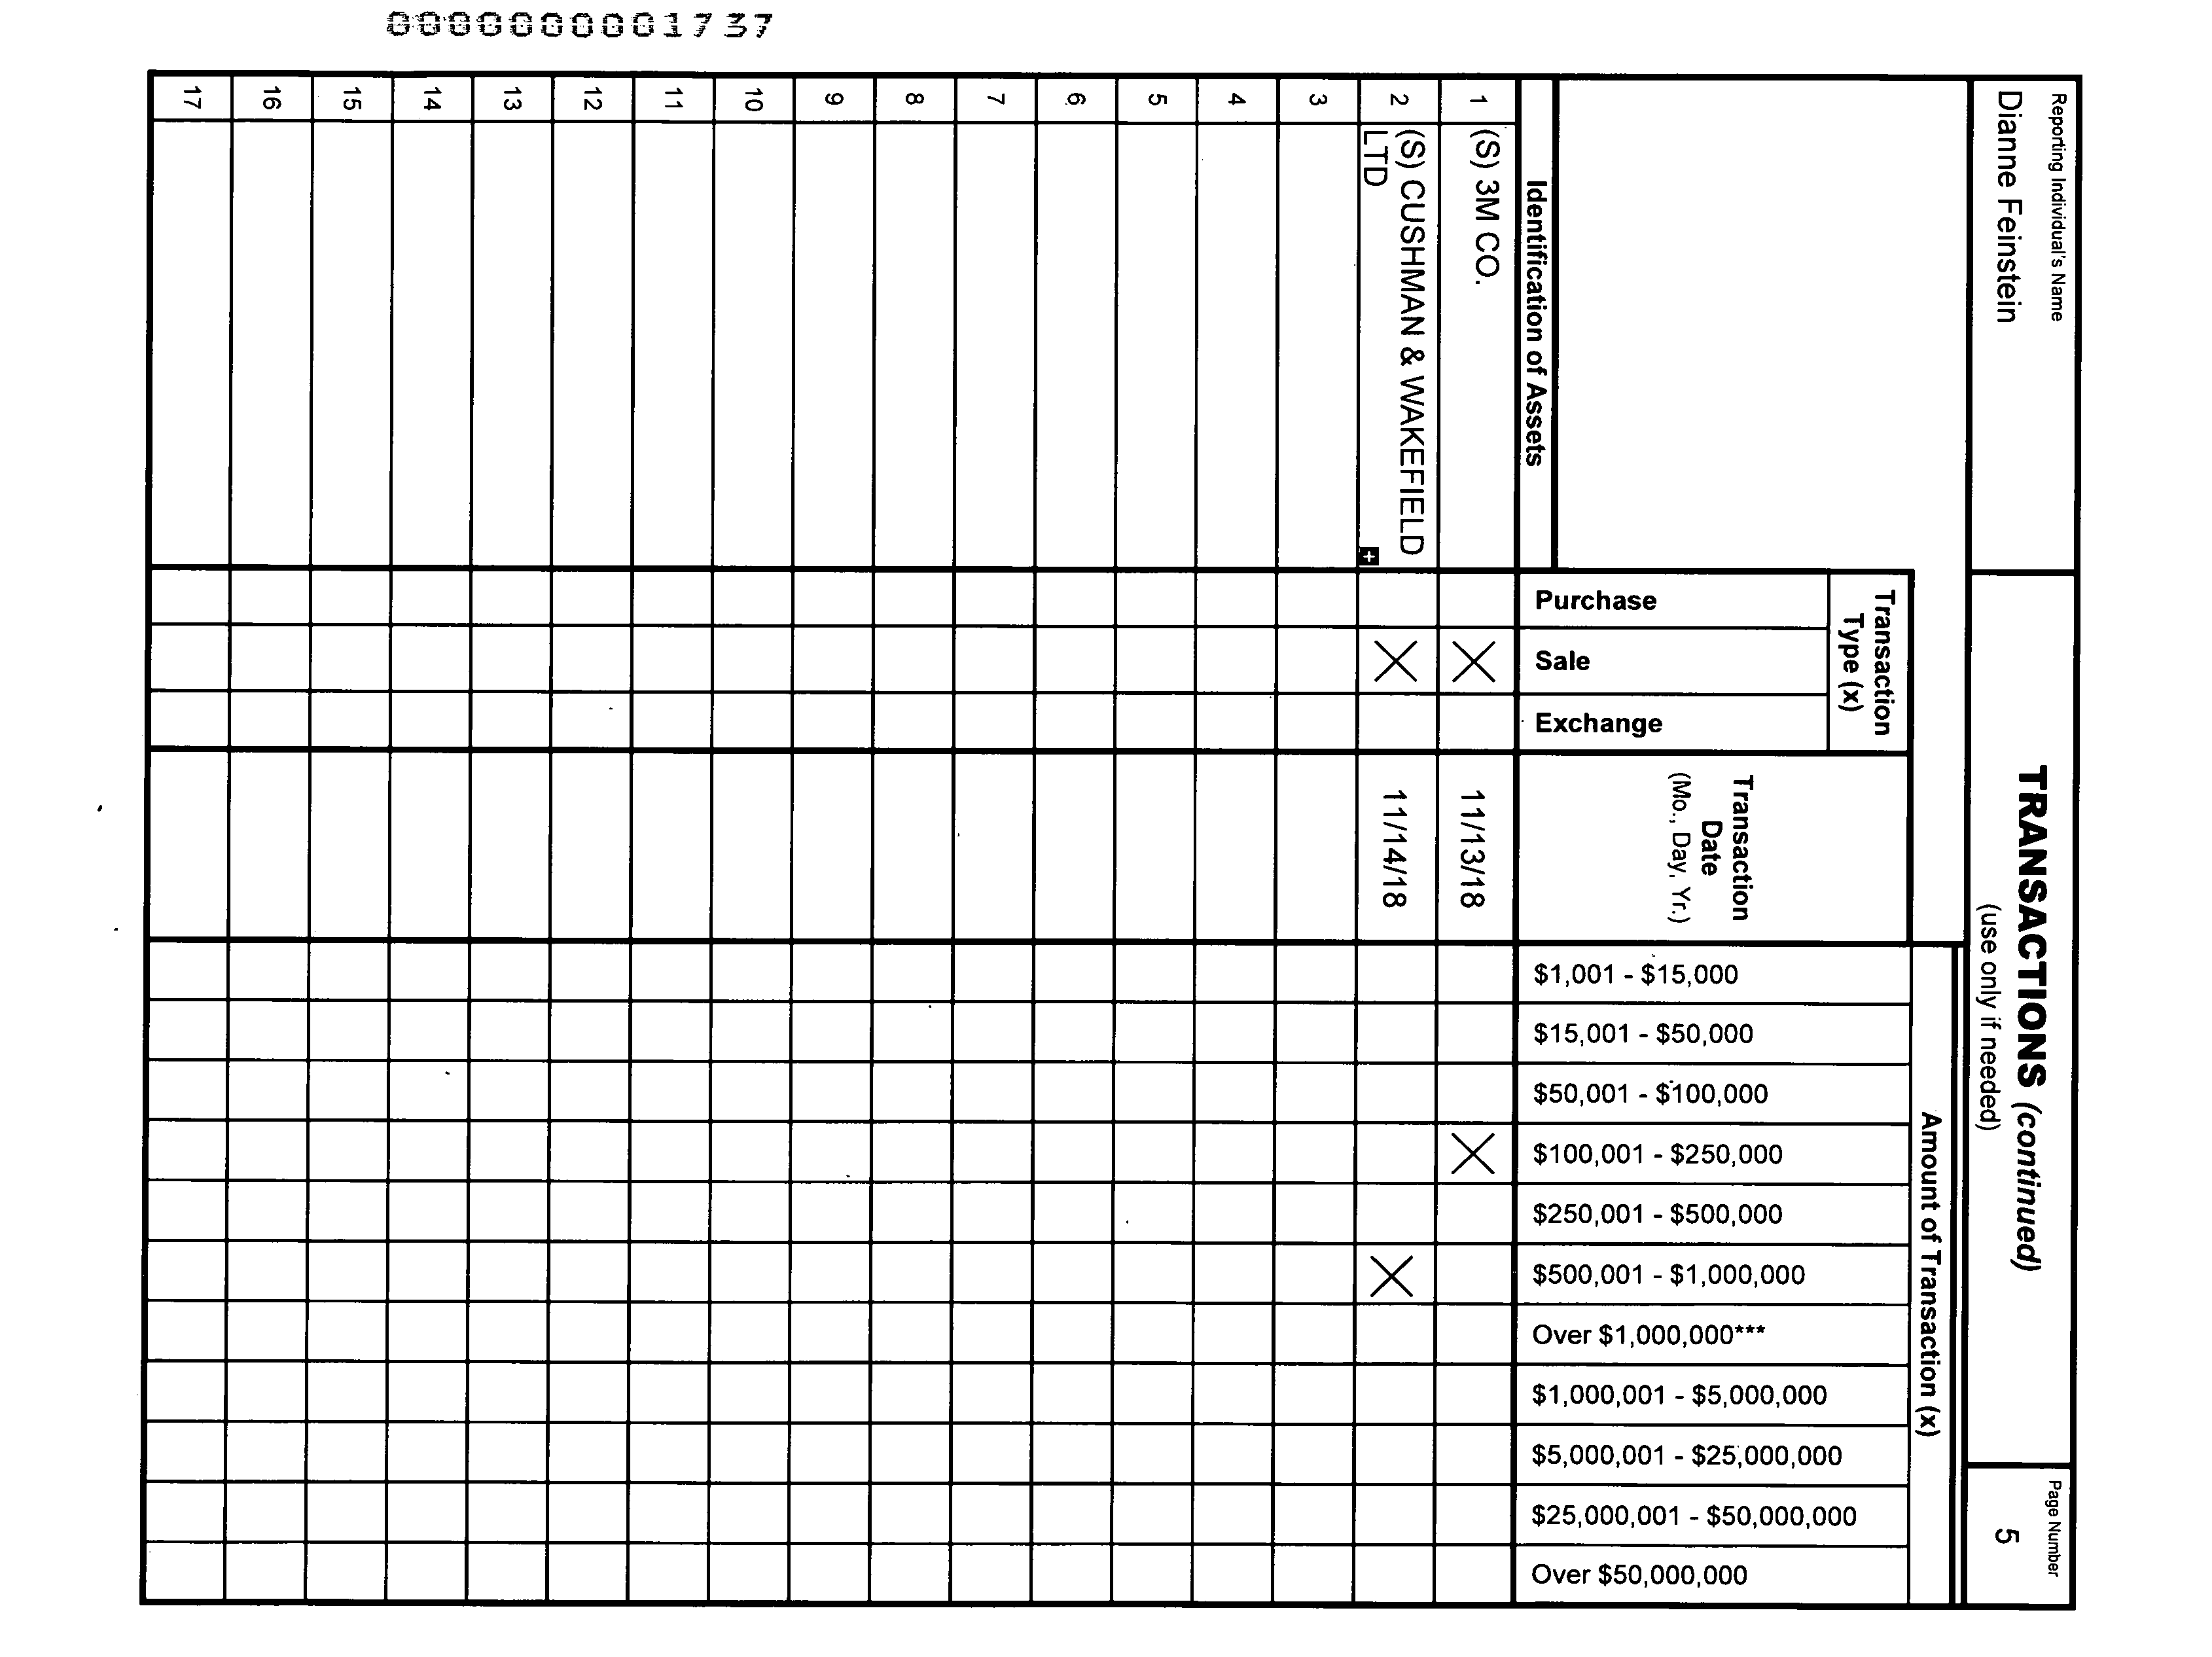 0000000001737
Reporting Individual's Name
Dianne Feinstein
TRANSACTIONS (continued)
(use only if needed)
Page Number
5
Transaction
Type (x)
Amount of Transaction (x)
Identification of Assets
Purchase
Sale
Exchange
Transaction
Date
(Mo., Day, Yr.)
$1,001 - $15,000
$15,001 - $50,000
$50,001 - $100,000
$100,001 - $250,000
$250,001 - $500,000
$500,001 - $1,000,000
Over $1,000,000***
$1,000,001 - $5,000,000
$5,000,001 - $25,000,000
$25,000,001 - $50,000,000
Over $50,000,000
1 (S) 3M CO. X 11/13/18 X
2 (S) CUSHMAN & WAKEFIELD
LTD X 11/14/18 X
3
4
5
6
7
8
9
10
11
12
13
14
15
16
17